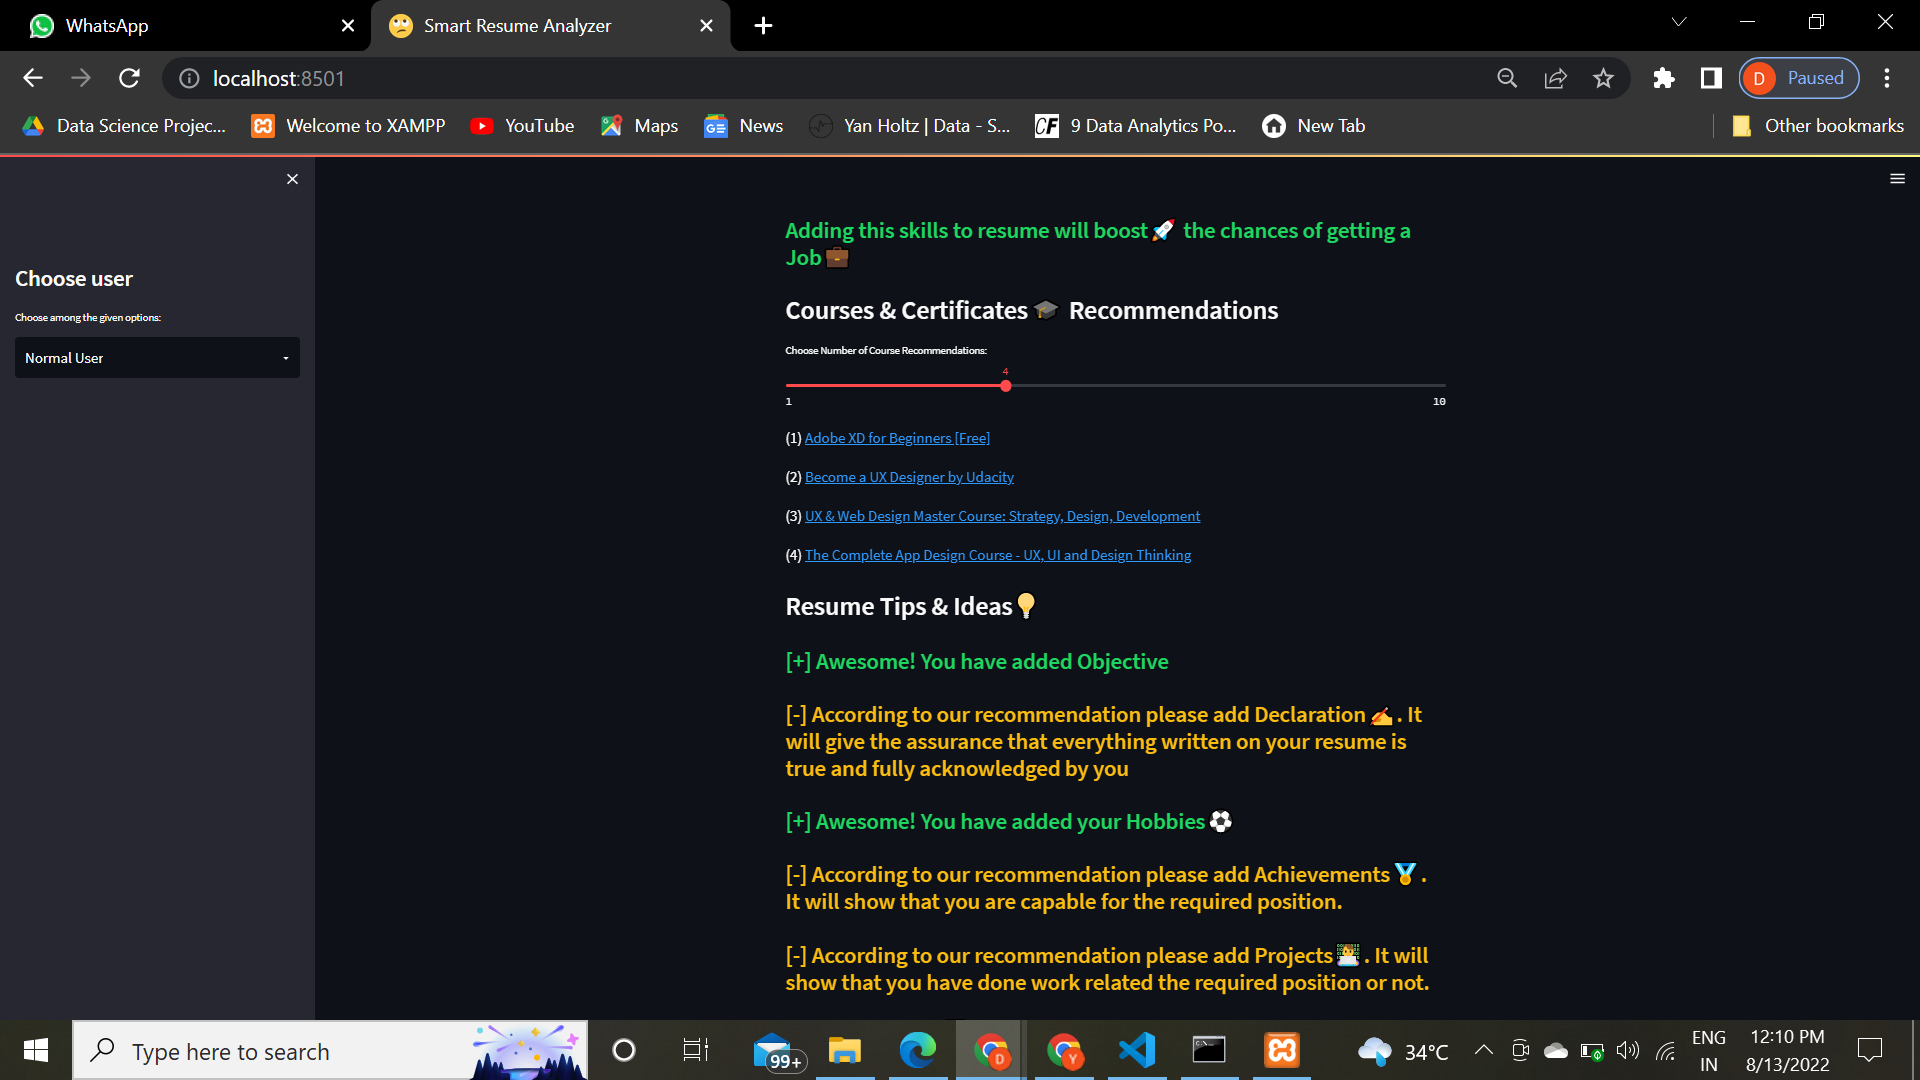 WhatsApp
Smart Resume Analyzer
localhost:8501
D Paused
Data Science Projec...
Welcome to XAMPP
YouTube
Maps
News
Yan Holtz | Data - S...
CF 9 Data Analytics Po...
New Tab
Other bookmarks
Choose user
Choose among the given options:
Normal User
Adding this skills to resume will boost🚀 the chances of getting a
Job💼
Courses & Certificates🎓 Recommendations
Choose Number of Course Recommendations:
4
1
10
(1) Adobe XD for Beginners [Free]
(2) Become a UX Designer by Udacity
(3) UX & Web Design Master Course: Strategy, Design, Development
(4) The Complete App Design Course - UX, UI and Design Thinking
Resume Tips & Ideas💡
[+] Awesome! You have added Objective
[-] According to our recommendation please add Declaration✍. It
will give the assurance that everything written on your resume is
true and fully acknowledged by you
[+] Awesome! You have added your Hobbies⚽
[-] According to our recommendation please add Achievements🏅.
It will show that you are capable for the required position.
[-] According to our recommendation please add Projects👨‍💻. It will
show that you have done work related the required position or not.
Type here to search
99+
D
Y
34°C
ENG
IN
12:10 PM
8/13/2022